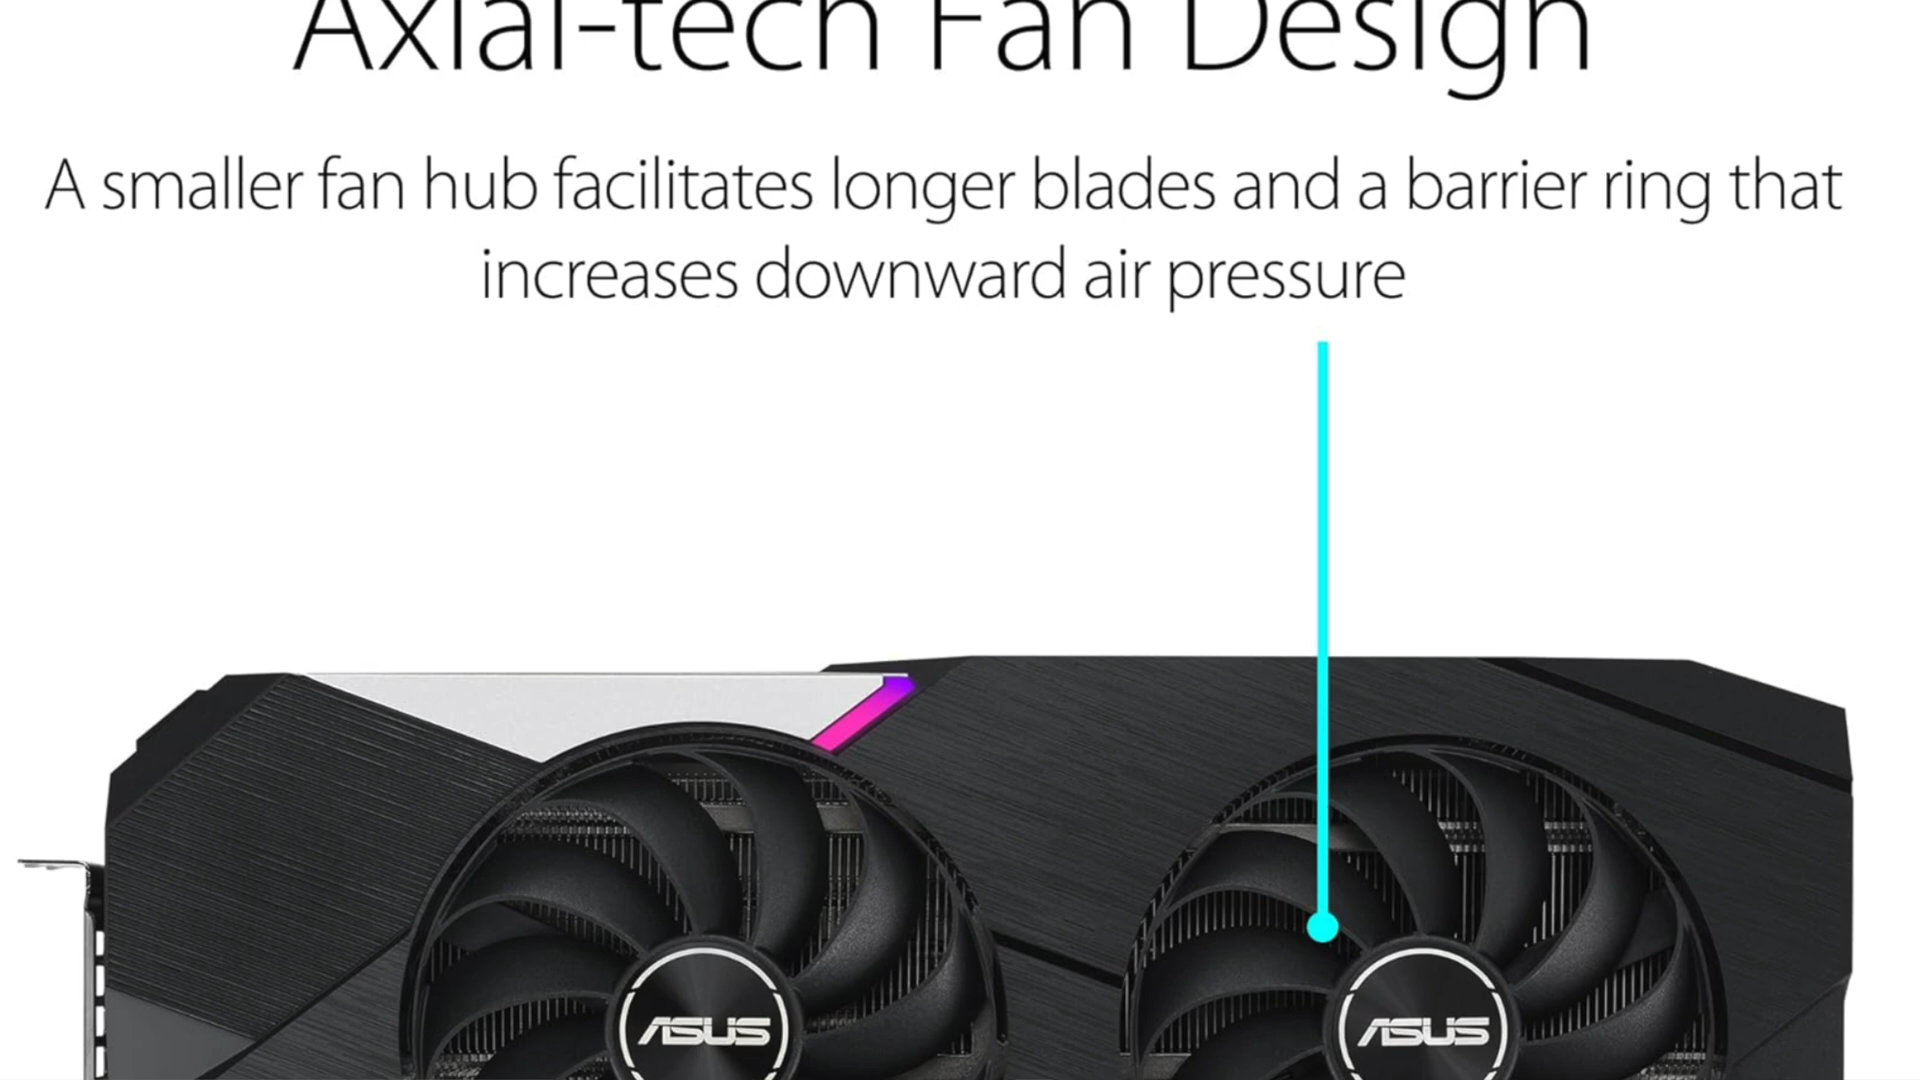 Axial-tech Fan Design
A smaller fan hub facilitates longer blades and a barrier ring that
increases downward air pressure
ASUS
ASUS